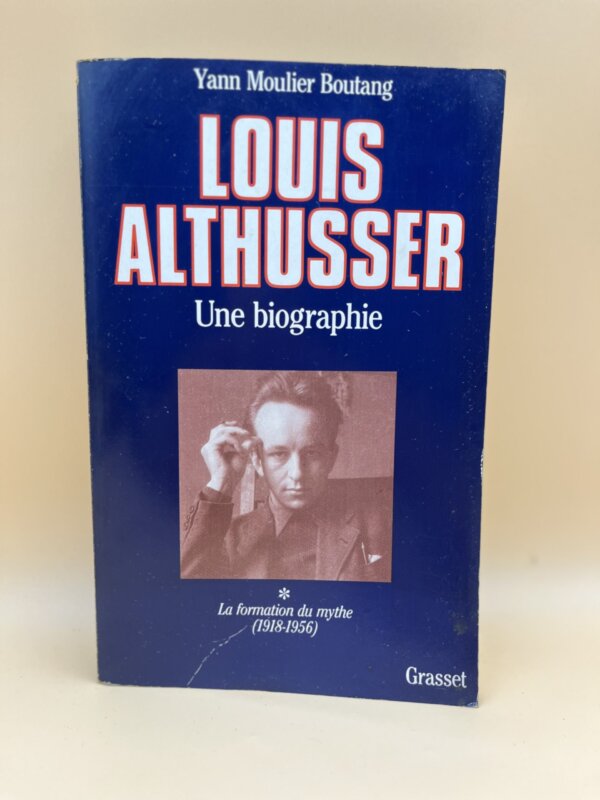 Yann Moulier Boutang
LOUIS
ALTHUSSER
Une biographie
*
La formation du mythe
(1918-1956)
Grasset